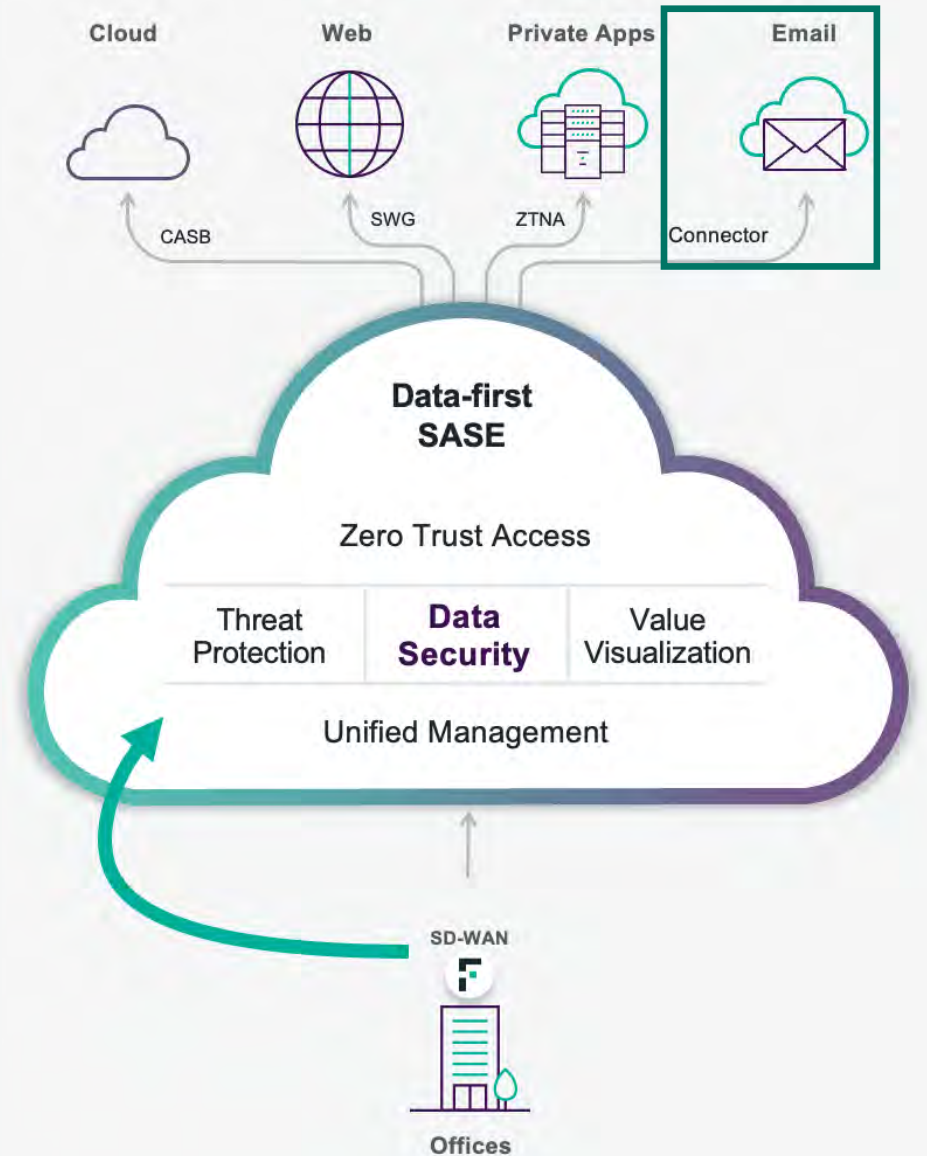 Cloud
Web
Private Apps
Email
CASB
SWG
ZTNA
Connector
Data-first
SASE
Zero Trust Access
Threat
Protection
Data
Security
Value
Visualization
Unified Management
SD-WAN
Offices